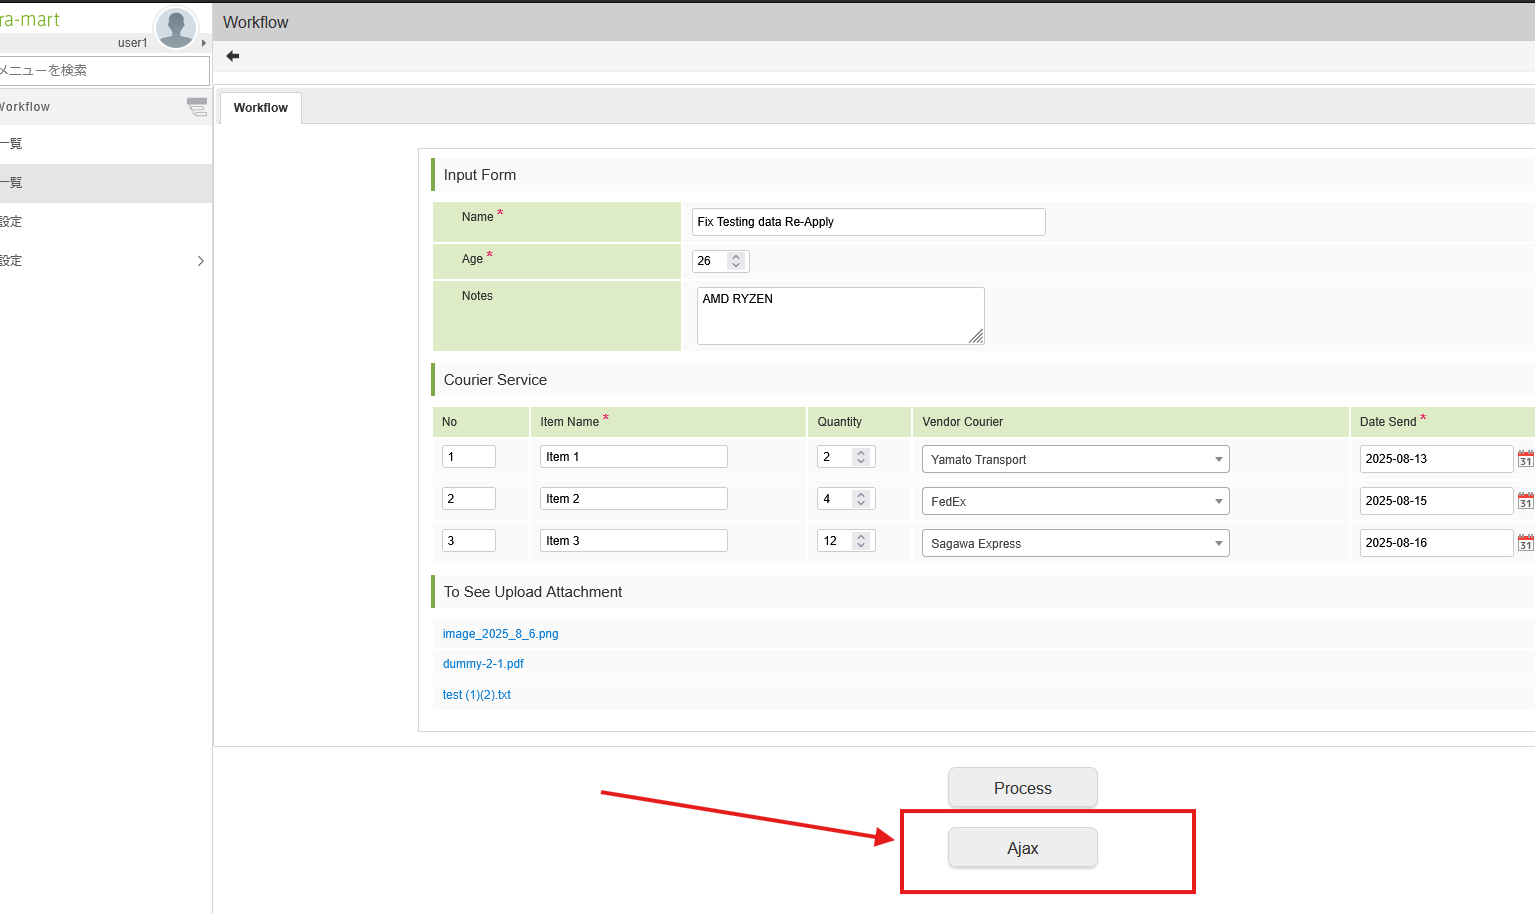 ra-mart
user1
メニューを検索
Workflow
一覧
一覧
設定
設定
Workflow
Workflow
Input Form
Name *
Fix Testing data Re-Apply
Age *
26
Notes
AMD RYZEN
Courier Service
No Item Name * Quantity Vendor Courier Date Send *
1 Item 1 2 Yamato Transport 2025-08-13 31
2 Item 2 4 FedEx 2025-08-15 31
3 Item 3 12 Sagawa Express 2025-08-16 31
To See Upload Attachment
image_2025_8_6.png
dummy-2-1.pdf
test (1)(2).txt
Process
Ajax